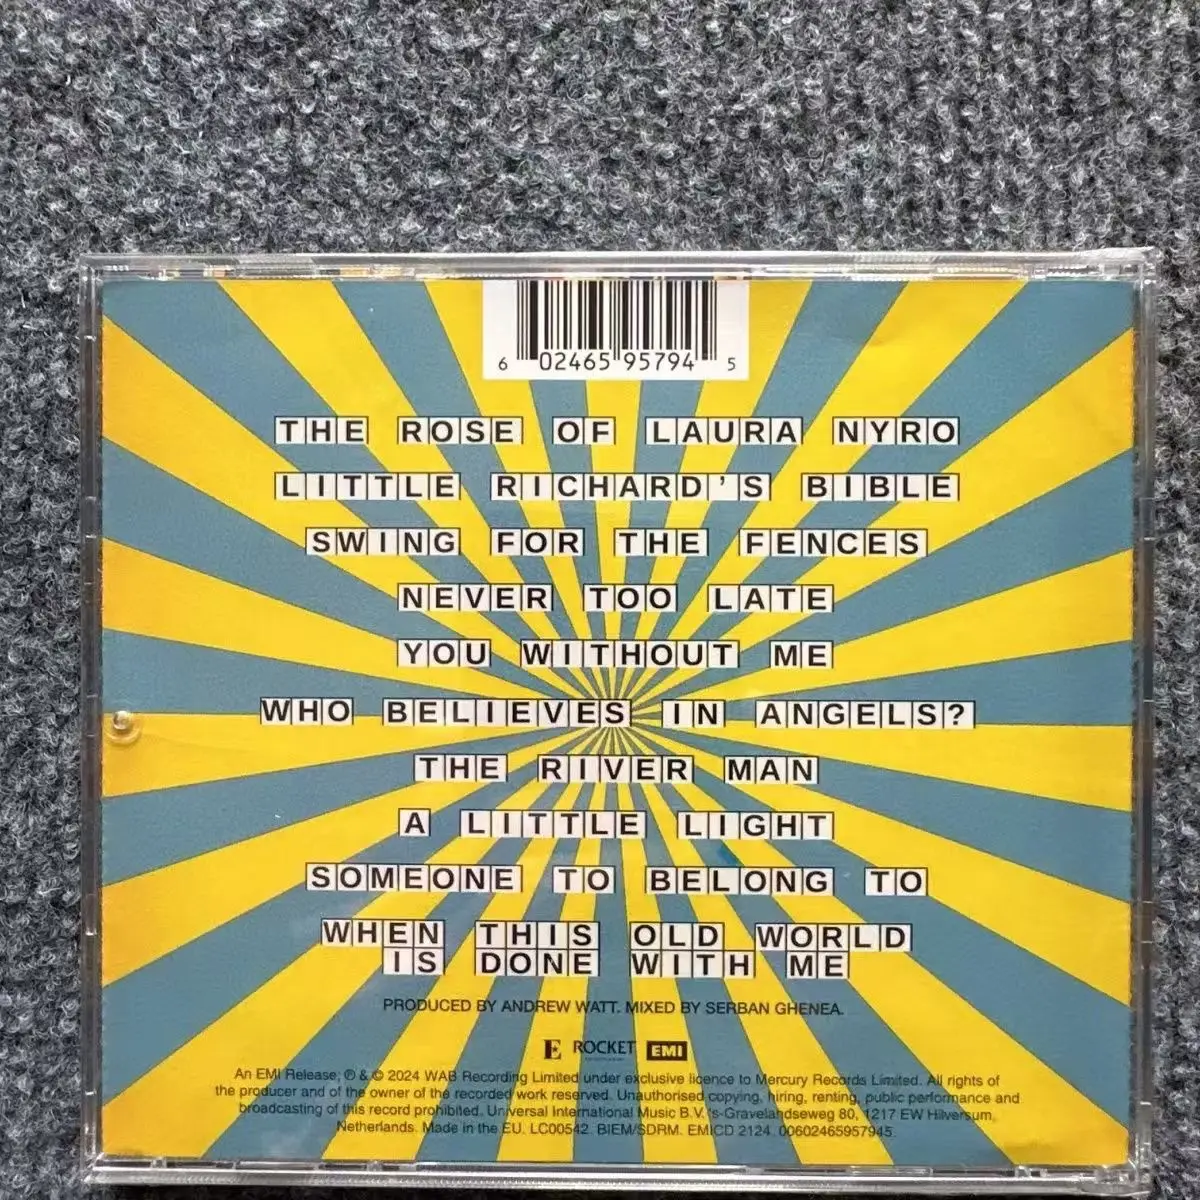 6 02465 95794 5
THE ROSE OF LAURA NYRO
LITTLE RICHARD'S BIBLE
SWING FOR THE FENCES
NEVER TOO LATE
YOU WITHOUT ME
WHO BELIEVES IN ANGELS?
THE RIVER MAN
A LITTLE LIGHT
SOMEONE TO BELONG TO
WHEN THIS OLD WORLD
IS DONE WITH ME
PRODUCED BY ANDREW WATT. MIXED BY SERBAN GHENEA.
E ROCKET EMI
An EMI Release; ℗ & © 2024 WAB Recording Limited under exclusive licence to Mercury Records Limited. All rights of
the producer and of the owner of the recorded work reserved. Unauthorised copying, hiring, renting, public performance and
broadcasting of this record prohibited. Universal International Music B.V. 's-Gravelandseweg 80, 1217 EW Hilversum,
Netherlands. Made in the EU. LC00542. BIEM/SDRM. EMICD 2124. 00602465957945.